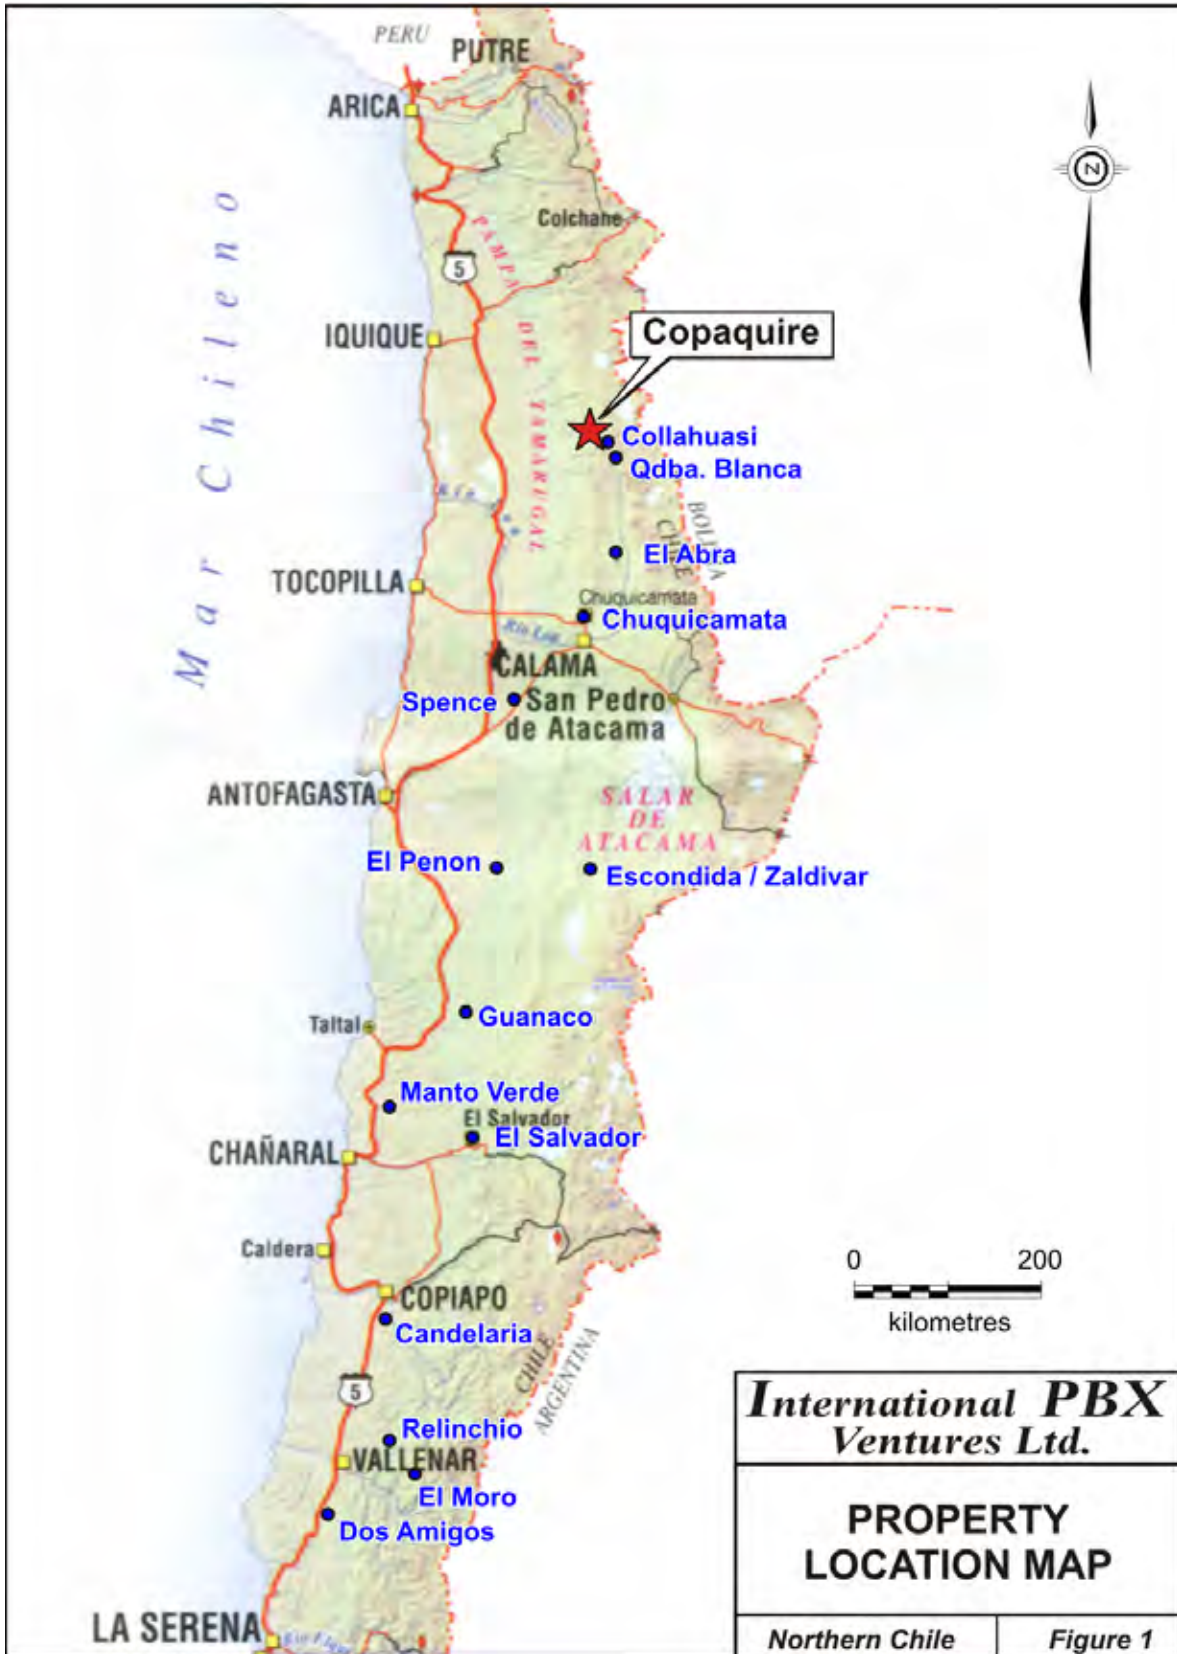 PERU
PUTRE
ARICA
Colchane
5
PAMPA
DEL TAMARUGAL
Mar Chileno
IQUIQUE
Copaquire
Collahuasi
Qdba. Blanca
BOLIVIA
CHILE
El Abra
TOCOPILLA
Chuquicamata
Chuquicamata
Río Loa
CALAMA
Spence
San Pedro
de Atacama
ANTOFAGASTA
SALAR
DE
ATACAMA
El Penon
Escondida / Zaldivar
Guanaco
Taltal
Manto Verde
El Salvador
El Salvador
CHAÑARAL
Caldera
0 200
kilometres
COPIAPO
Candelaria
CHILE
ARGENTINA
5
Relinchio
VALLENAR
El Moro
Dos Amigos
LA SERENA
International PBX
Ventures Ltd.
PROPERTY
LOCATION MAP
Northern Chile
Figure 1
N